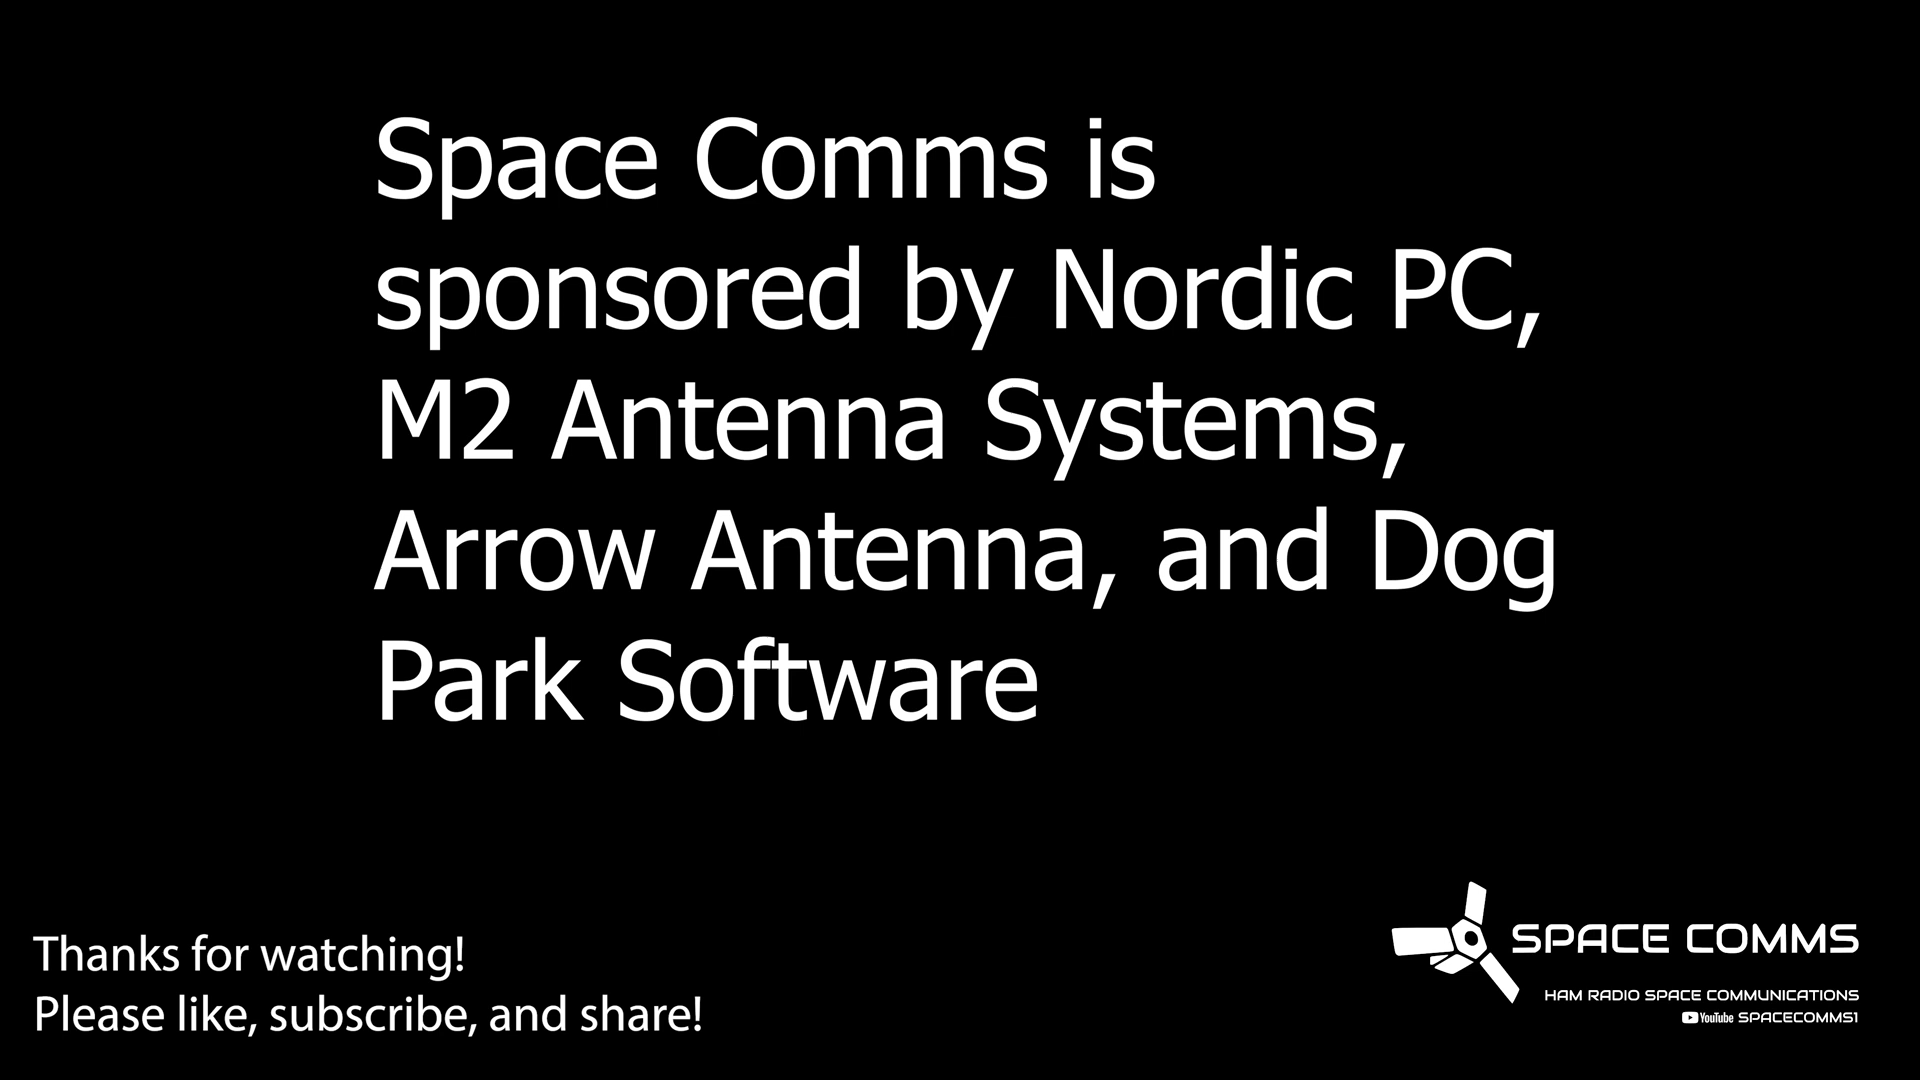 Space Comms is
sponsored by Nordic PC,
M2 Antenna Systems,
Arrow Antenna, and Dog
Park Software
Thanks for watching!
Please like, subscribe, and share!
SPACE COMMS
HAM RADIO SPACE COMMUNICATIONS
YouTube SPACECOMMS1